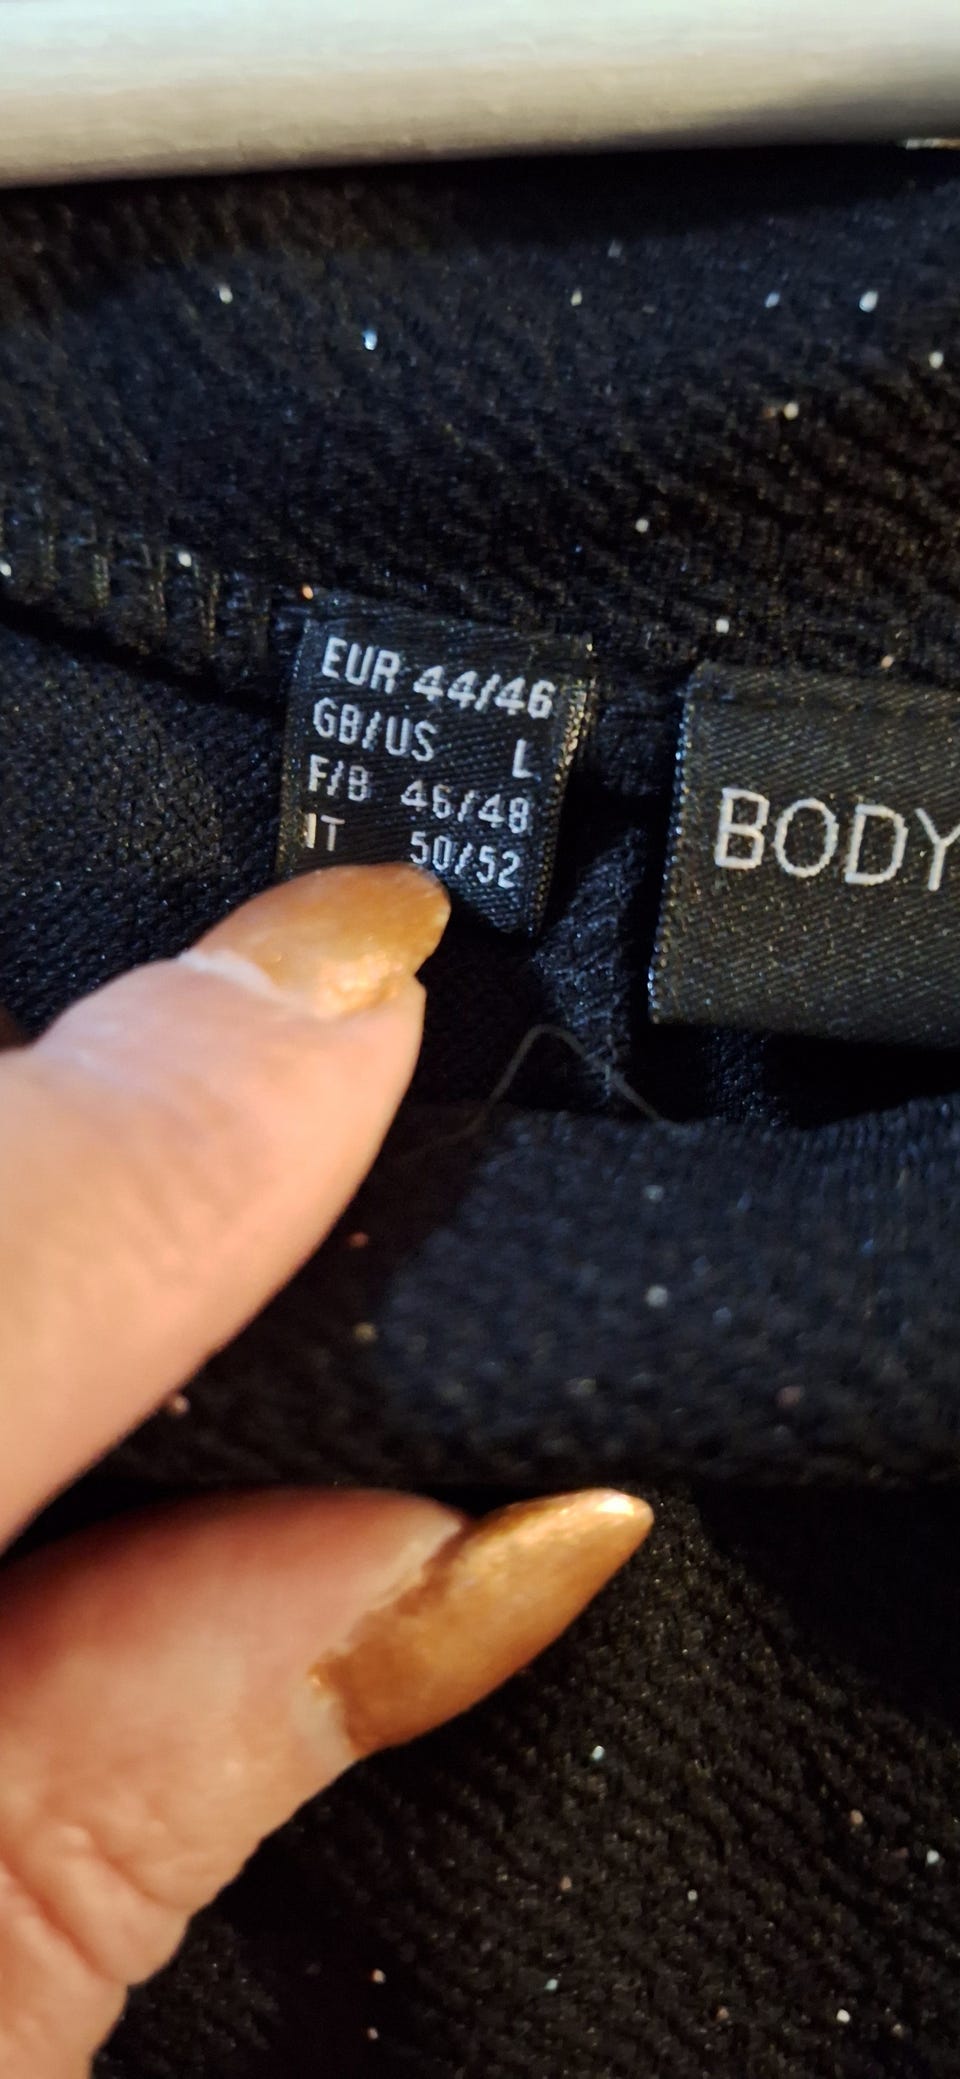 EUR 44/46
GB/US L
F/B 46/48
IT 50/52
BODY